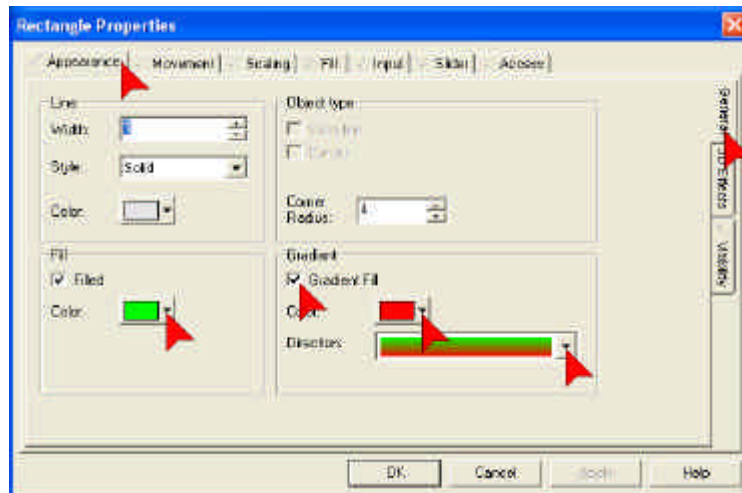 Rectangle Properties
Appearance Movement Scaling Fill Input Slider Access
General
3D Effects
Visibility
Line
Width:
Style: Solid
Color:
Object type
Corner
Radius: 4
Fill
Filled
Color:
Gradient
Gradient Fill
Color:
Direction:
OK Cancel Apply Help